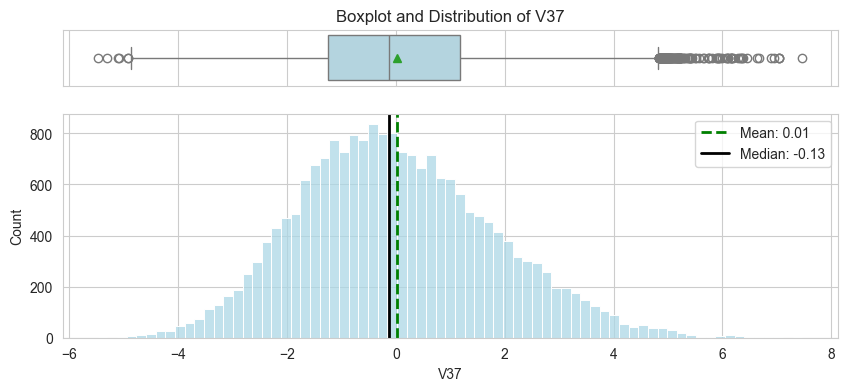 Boxplot and Distribution of V37
−6 −4 −2 0 2 4 6 8
Mean: 0.01
Median: -0.13
800
600
400
200
0
Count
V37